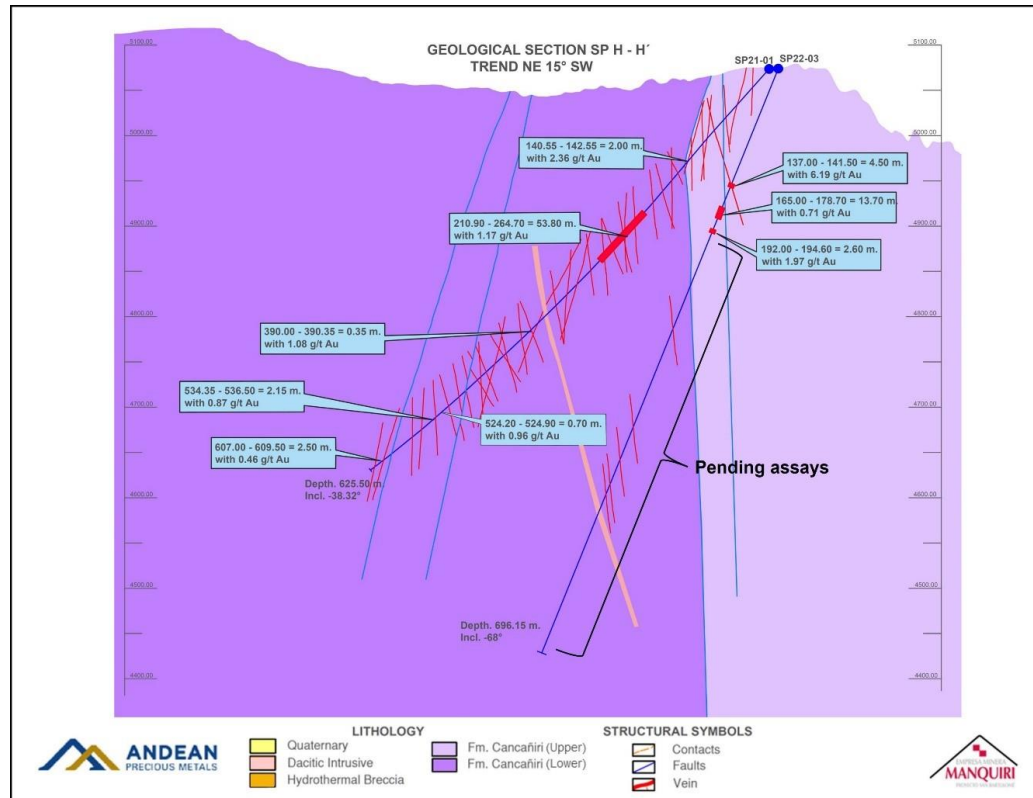 GEOLOGICAL SECTION SP H - H´
TREND NE 15° SW
SP21-01
SP22-03
5100.00
5100.00
5000.00
5000.00
4900.00
4900.00
4800.00
4800.00
4700.00
4700.00
4600.00
4600.00
4500.00
4500.00
4400.00
4400.00
140.55 - 142.55 = 2.00 m.
with 2.36 g/t Au
137.00 - 141.50 = 4.50 m.
with 6.19 g/t Au
165.00 - 178.70 = 13.70 m.
with 0.71 g/t Au
210.90 - 264.70 = 53.80 m.
with 1.17 g/t Au
192.00 - 194.60 = 2.60 m.
with 1.97 g/t Au
390.00 - 390.35 = 0.35 m.
with 1.08 g/t Au
534.35 - 536.50 = 2.15 m.
with 0.87 g/t Au
524.20 - 524.90 = 0.70 m.
with 0.96 g/t Au
607.00 - 609.50 = 2.50 m.
with 0.46 g/t Au
Depth. 625.50 m.
Incl. -38.32°
Pending assays
Depth. 696.15 m.
Incl. -68°
ANDEAN
PRECIOUS METALS
LITHOLOGY
Quaternary
Dacitic Intrusive
Hydrothermal Breccia
Fm. Cancañiri (Upper)
Fm. Cancañiri (Lower)
STRUCTURAL SYMBOLS
Contacts
Faults
Vein
EMPRESA MINERA
MANQUIRI